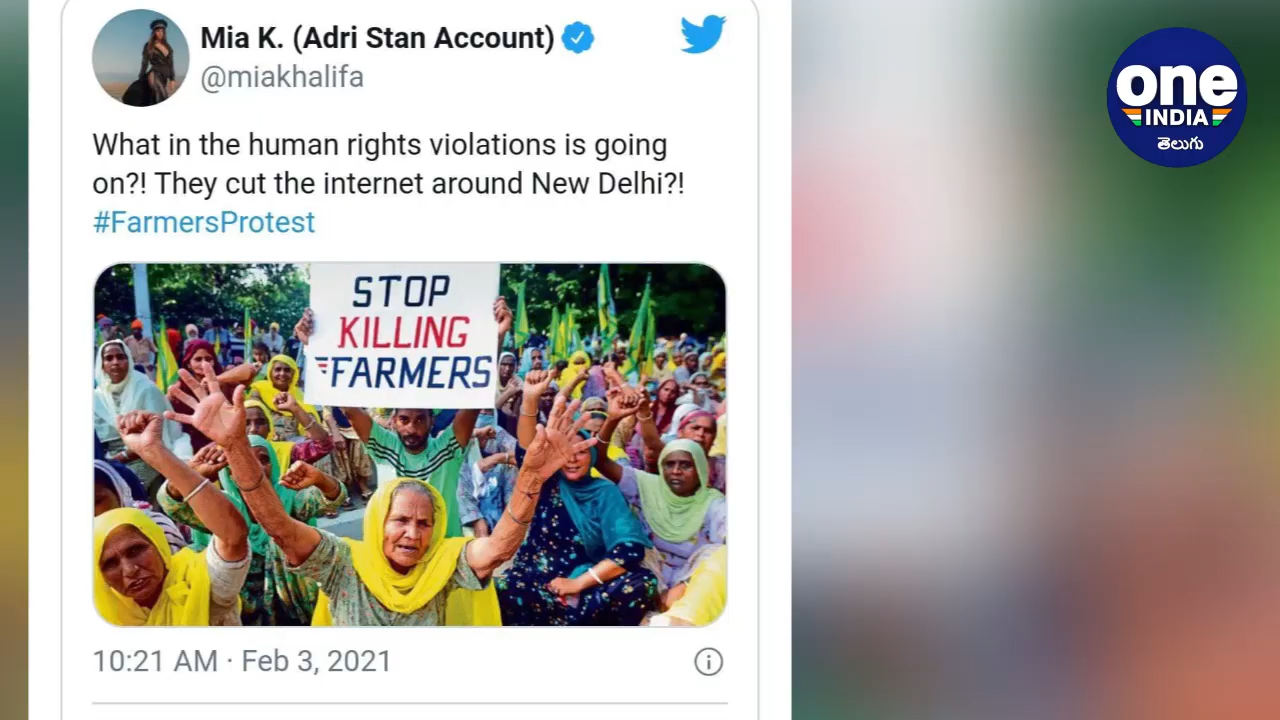 Mia K. (Adri Stan Account)
@miakhalifa
What in the human rights violations is going
on?! They cut the internet around New Delhi?!
#FarmersProtest
STOP
KILLING
FARMERS
10:21 AM · Feb 3, 2021
one
INDIA
తెలుగు